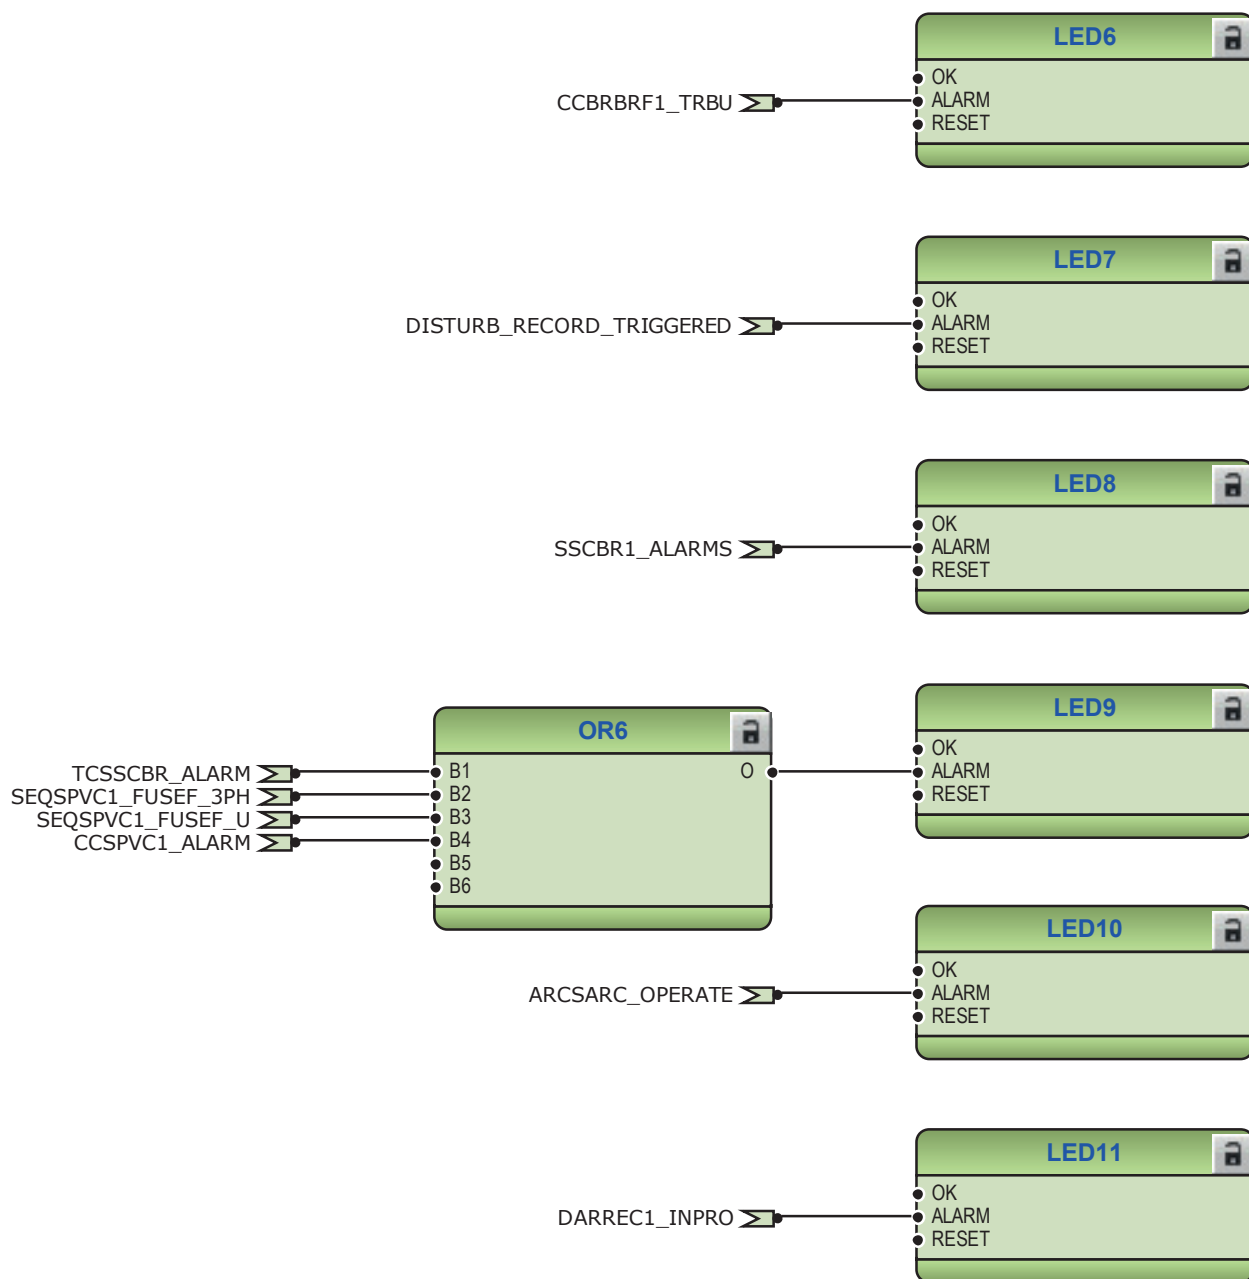 LED6
OK
CCBRBRF1_TRBU
ALARM
RESET
LED7
OK
DISTURB_RECORD_TRIGGERED
ALARM
RESET
LED8
OK
SSCBR1_ALARMS
ALARM
RESET
OR6
TCSSCBR_ALARM
B1
O
SEQSPVC1_FUSEF_3PH
B2
SEQSPVC1_FUSEF_U
B3
CCSPVC1_ALARM
B4
B5
B6
LED9
OK
ALARM
RESET
LED10
OK
ARCSARC_OPERATE
ALARM
RESET
LED11
OK
DARREC1_INPRO
ALARM
RESET